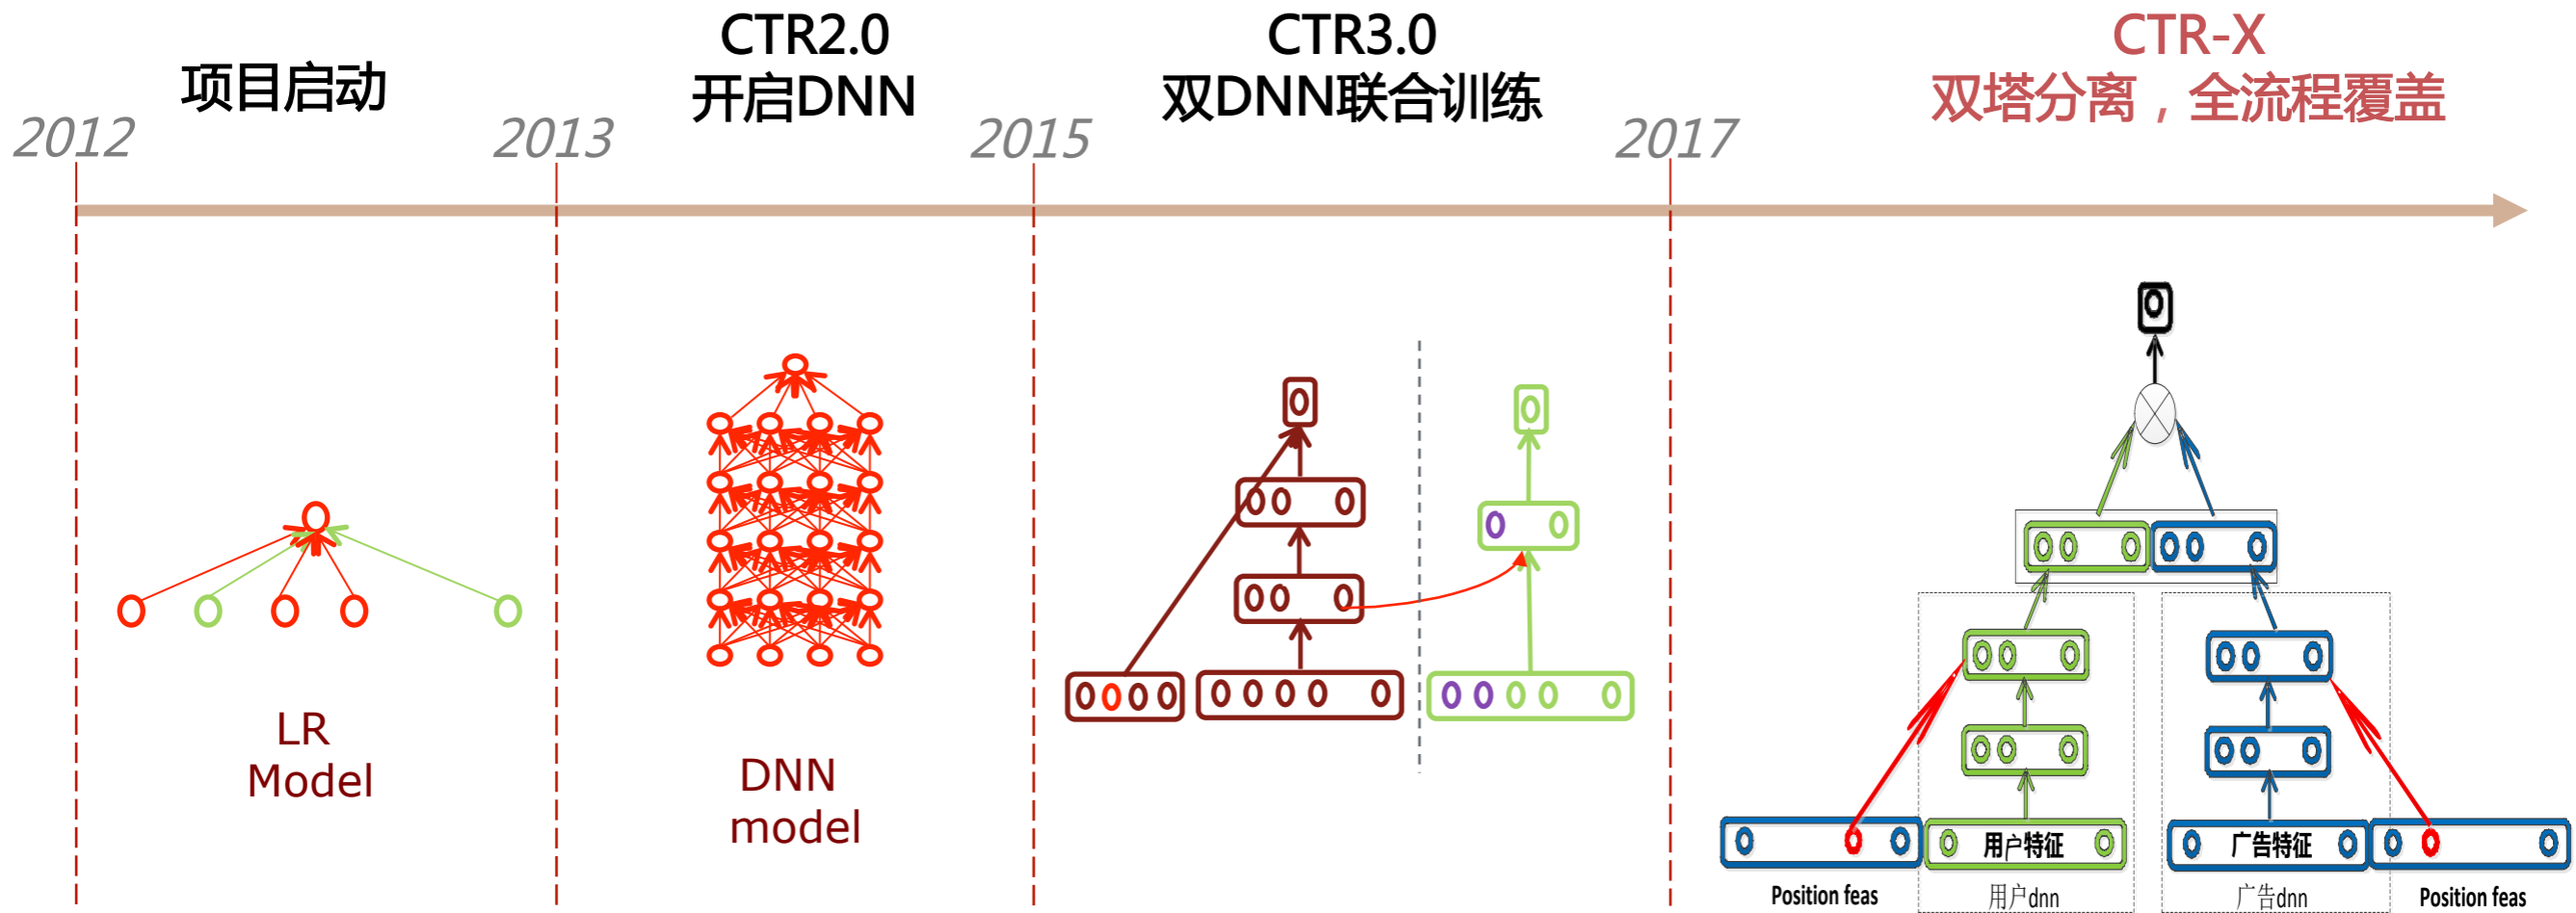 项目启动
CTR2.0
开启DNN
CTR3.0
双DNN联合训练
CTR-X
双塔分离，全流程覆盖
2012
2013
2015
2017
LR
Model
DNN
model
用户特征
广告特征
Position feas
用户dnn
广告dnn
Position feas